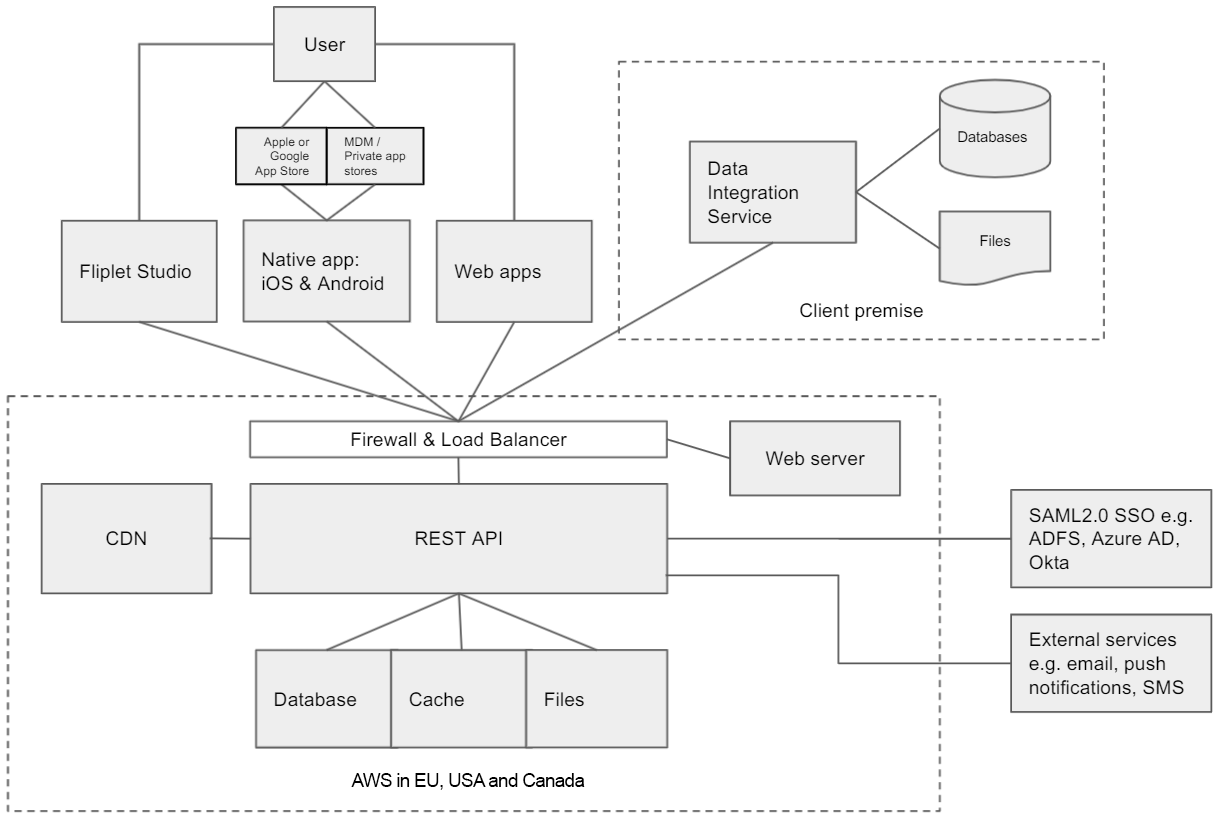 User
Apple or
Google
App Store
MDM /
Private app
stores
Fliplet Studio
Native app:
iOS & Android
Web apps
Data
Integration
Service
Databases
Files
Client premise
Firewall & Load Balancer
Web server
CDN
REST API
SAML2.0 SSO e.g.
ADFS, Azure AD,
Okta
External services
e.g. email, push
notifications, SMS
Database
Cache
Files
AWS in EU, USA and Canada